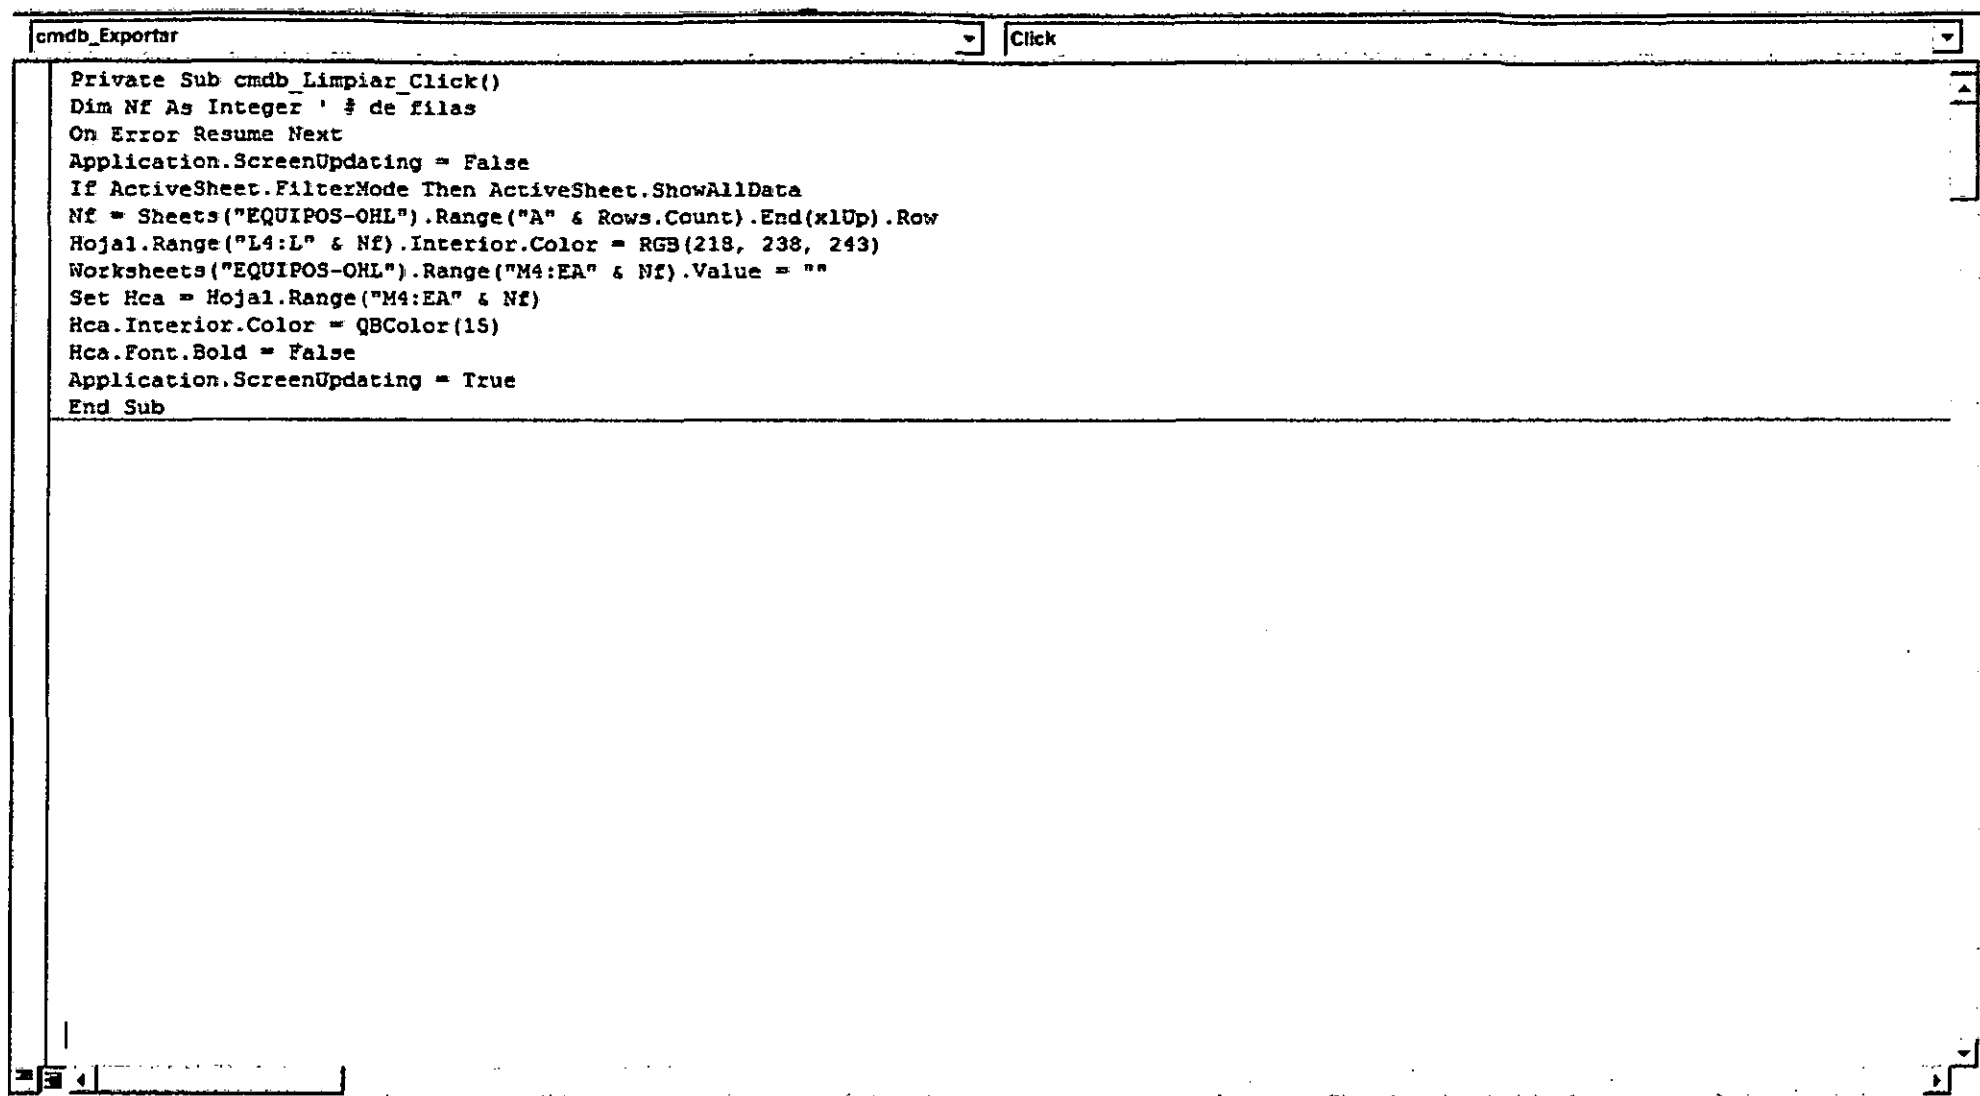 cmdb_Exportar
Click
Private Sub cmdb_Limpiar_Click()
Dim Nf As Integer ' # de filas
On Error Resume Next
Application.ScreenUpdating = False
If ActiveSheet.FilterMode Then ActiveSheet.ShowAllData
Nf = Sheets("EQUIPOS-OHL").Range("A" & Rows.Count).End(xlUp).Row
Hoja1.Range("L4:L" & Nf).Interior.Color = RGB(218, 238, 243)
Worksheets("EQUIPOS-OHL").Range("M4:EA" & Nf).Value = ""
Set Hca = Hoja1.Range("M4:EA" & Nf)
Hca.Interior.Color = QBColor(15)
Hca.Font.Bold = False
Application.ScreenUpdating = True
End Sub